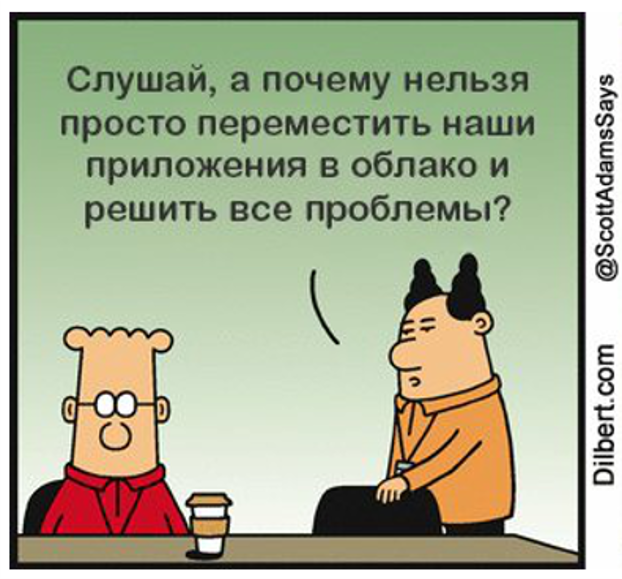 Слушай, а почему нельзя
просто переместить наши
приложения в облако и
решить все проблемы?
Dilbert.com @ScottAdamsSays